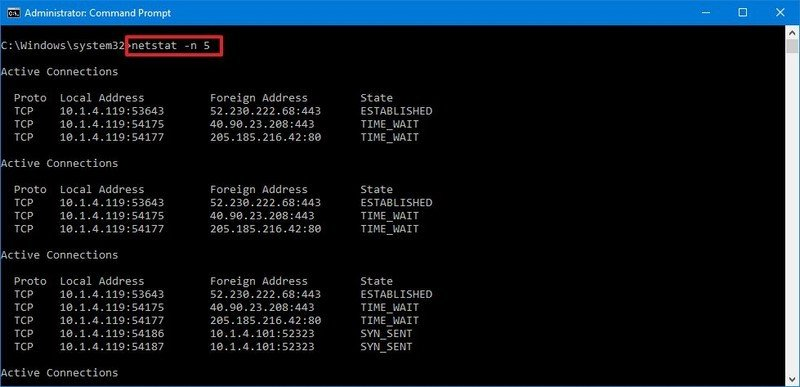 Administrator: Command Prompt
C:\Windows\system32>netstat -n 5
Active Connections
Proto Local Address Foreign Address State
TCP 10.1.4.119:53643 52.230.222.68:443 ESTABLISHED
TCP 10.1.4.119:54175 40.90.23.208:443 TIME_WAIT
TCP 10.1.4.119:54177 205.185.216.42:80 TIME_WAIT
Active Connections
Proto Local Address Foreign Address State
TCP 10.1.4.119:53643 52.230.222.68:443 ESTABLISHED
TCP 10.1.4.119:54175 40.90.23.208:443 TIME_WAIT
TCP 10.1.4.119:54177 205.185.216.42:80 TIME_WAIT
Active Connections
Proto Local Address Foreign Address State
TCP 10.1.4.119:53643 52.230.222.68:443 ESTABLISHED
TCP 10.1.4.119:54175 40.90.23.208:443 TIME_WAIT
TCP 10.1.4.119:54177 205.185.216.42:80 TIME_WAIT
TCP 10.1.4.119:54186 10.1.4.101:52323 SYN_SENT
TCP 10.1.4.119:54187 10.1.4.101:52323 SYN_SENT
Active Connections